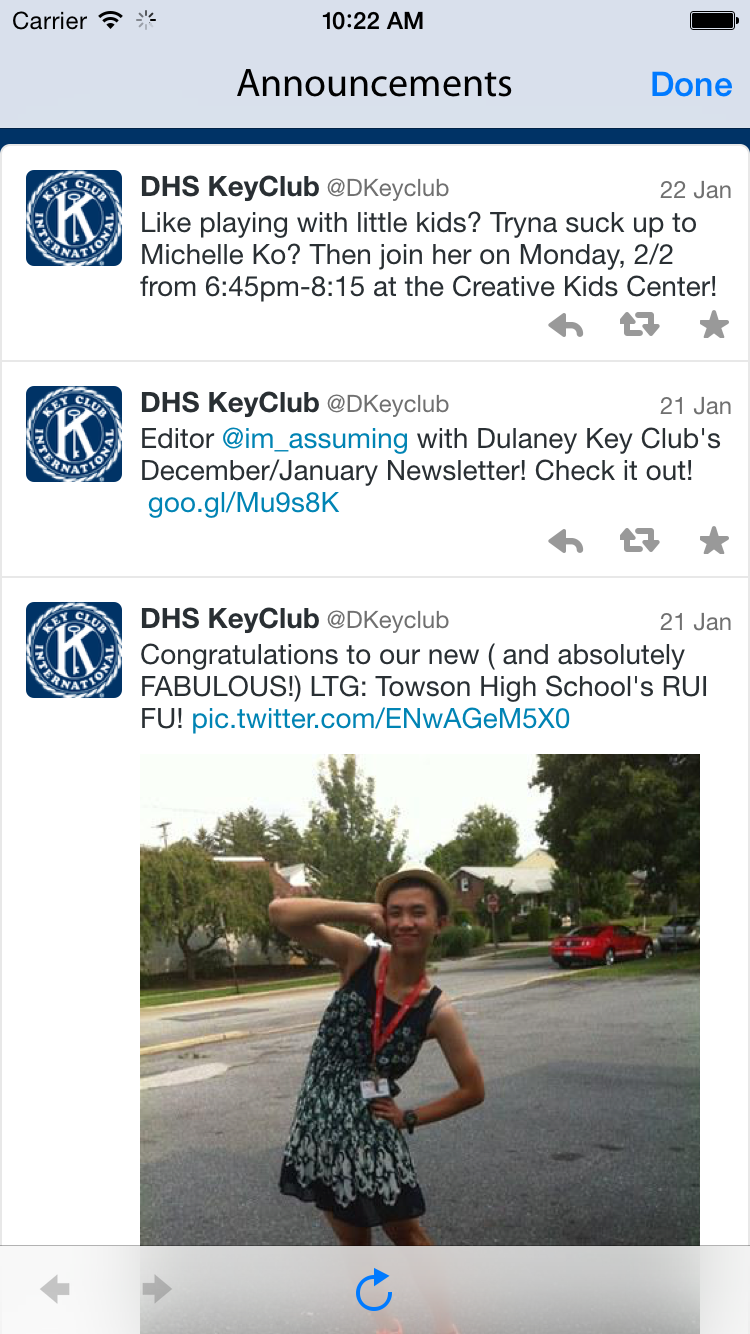 Carrier 10:22 AM
Announcements Done
KEY CLUB INTERNATIONAL
DHS KeyClub @DKeyclub 22 Jan
Like playing with little kids? Tryna suck up to
Michelle Ko? Then join her on Monday, 2/2
from 6:45pm-8:15 at the Creative Kids Center!
KEY CLUB INTERNATIONAL
DHS KeyClub @DKeyclub 21 Jan
Editor @im_assuming with Dulaney Key Club's
December/January Newsletter! Check it out!
goo.gl/Mu9s8K
KEY CLUB INTERNATIONAL
DHS KeyClub @DKeyclub 21 Jan
Congratulations to our new ( and absolutely
FABULOUS!) LTG: Towson High School's RUI
FU! pic.twitter.com/ENwAGeM5X0